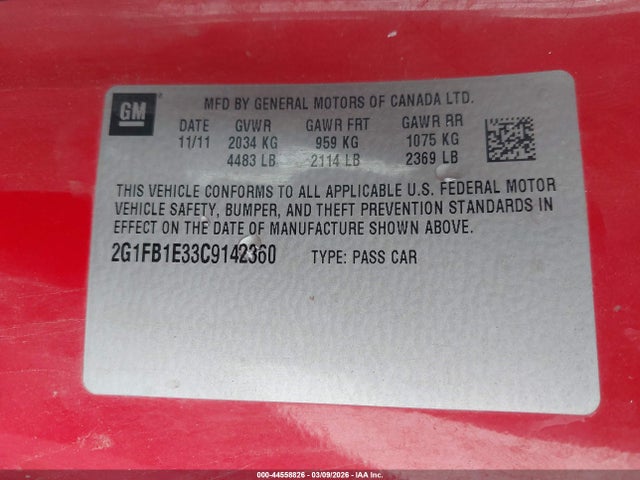 GM
MFD BY GENERAL MOTORS OF CANADA LTD.
DATE GVWR GAWR FRT GAWR RR
11/11 2034 KG 959 KG 1075 KG
4483 LB 2114 LB 2369 LB
THIS VEHICLE CONFORMS TO ALL APPLICABLE U.S. FEDERAL MOTOR
VEHICLE SAFETY, BUMPER, AND THEFT PREVENTION STANDARDS IN
EFFECT ON THE DATE OF MANUFACTURE SHOWN ABOVE.
2G1FB1E33C9142360 TYPE: PASS CAR
000-44558826 - 03/09/2026 - IAAI.COM